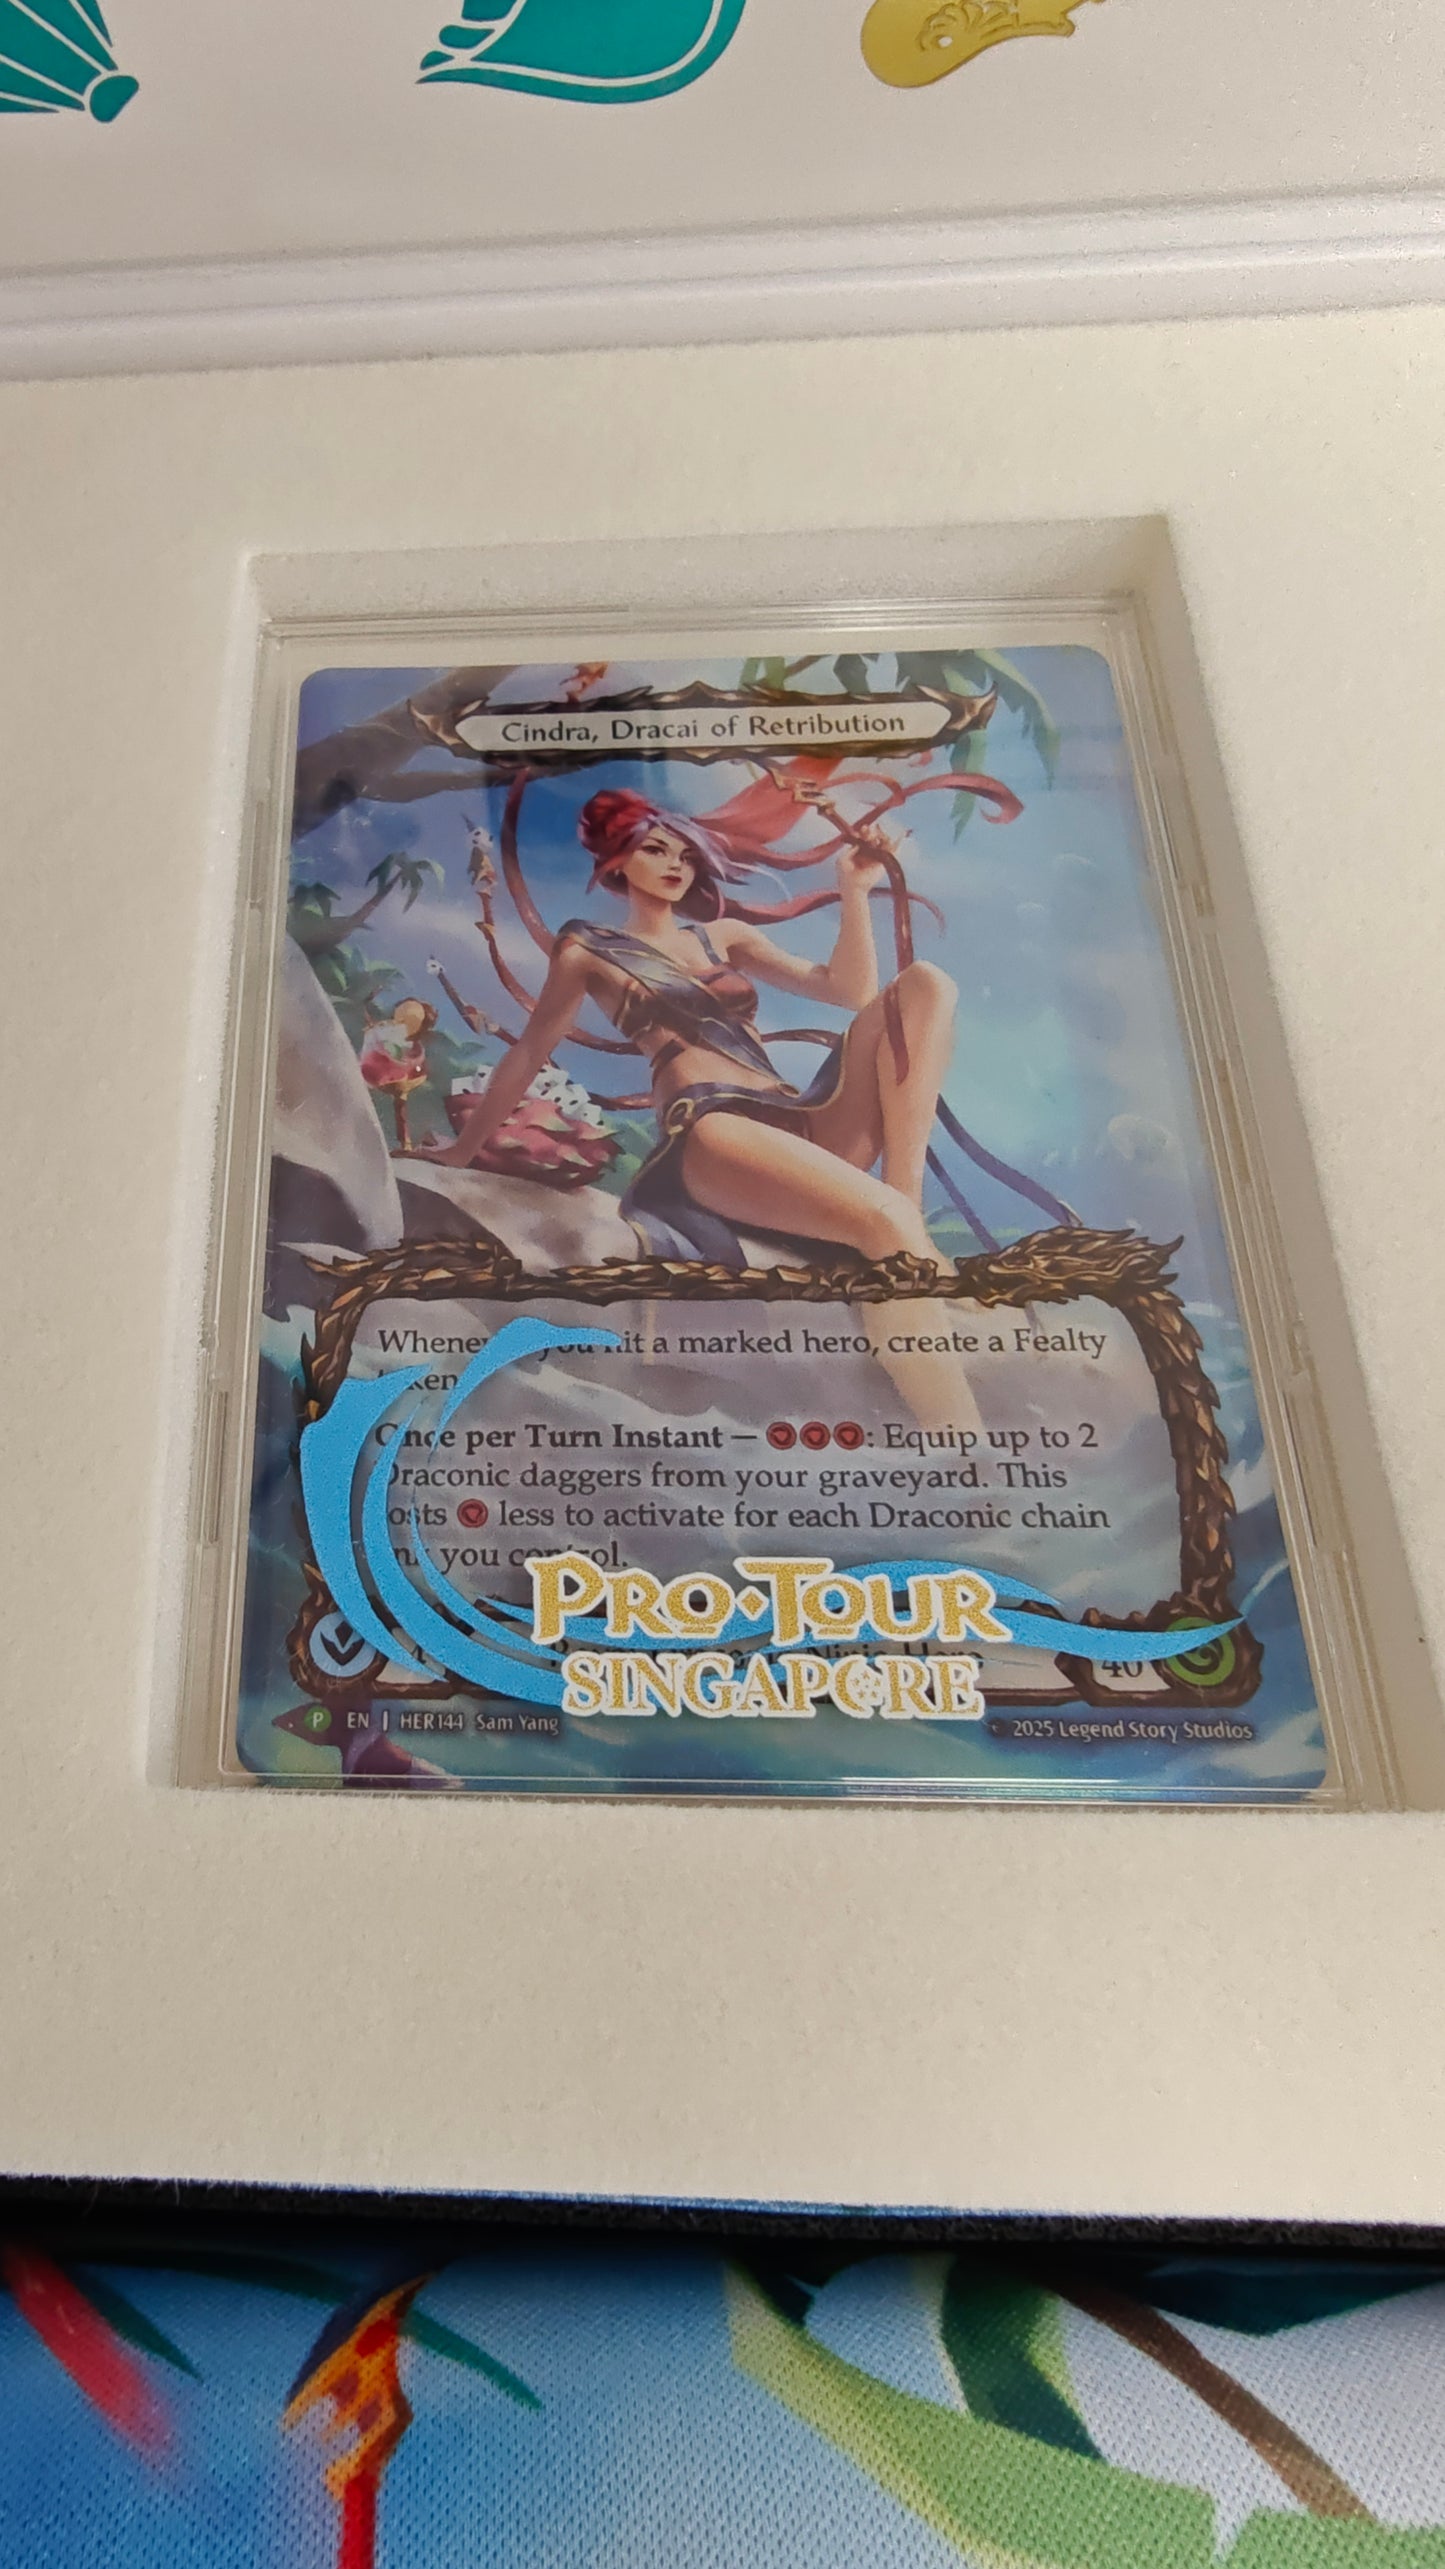 Cindra, Dracai of Retribution
a marked hero, create a Fealty
Once per Turn Instant — : Equip up to 2
Draconic daggers from your graveyard. This
less to activate for each Draconic chain
you control.
PRO TOUR
SINGAPORE
40
P EN | HER144 Sam Yang
2025 Legend Story Studios